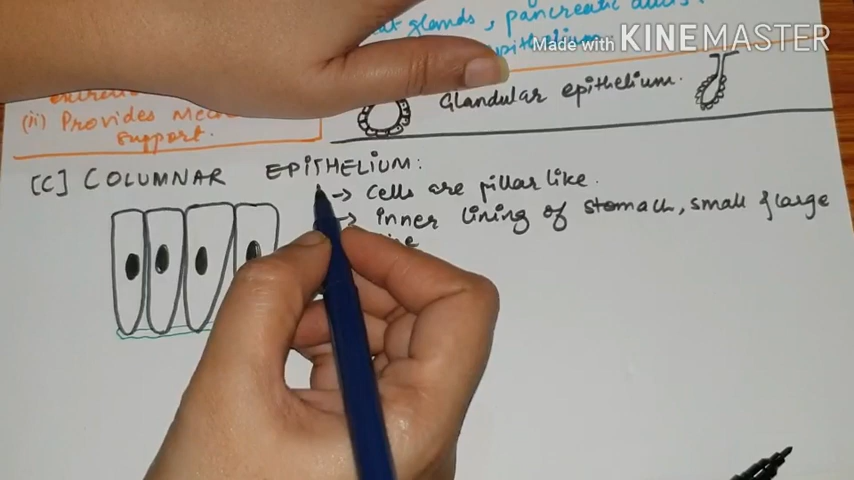 glands, pancreatic
epithelium
Made with KINEMASTER
Glandular epithelium.
(ii) Provides
support.
[C] COLUMNAR EPITHELIUM:
→ Cells are pillar like.
→ inner lining of stomach, small & large